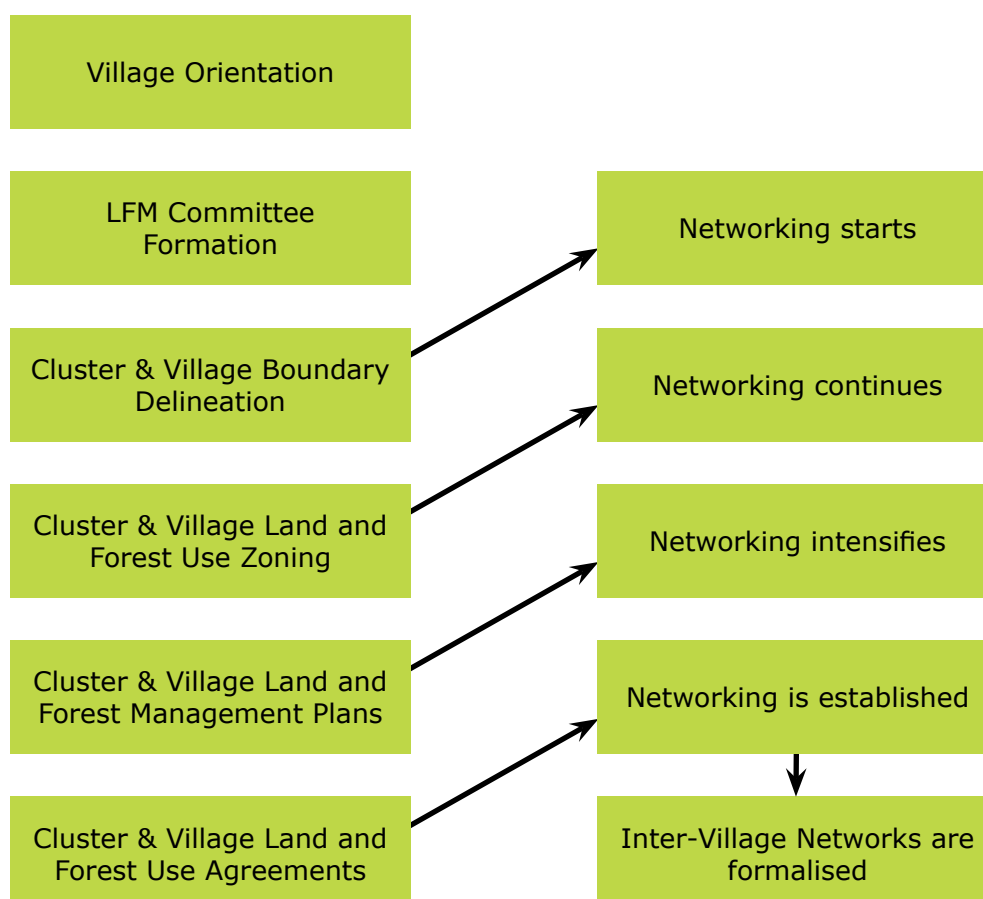 Village Orientation
LFM Committee
Formation
Networking starts
Cluster & Village Boundary
Delineation
Networking continues
Cluster & Village Land and
Forest Use Zoning
Networking intensifies
Cluster & Village Land and
Forest Management Plans
Networking is established
Cluster & Village Land and
Forest Use Agreements
Inter-Village Networks are
formalised